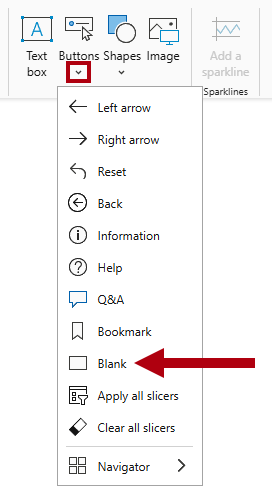 Text
box
Buttons
Shapes
Image
Add a
sparkline
Sparklines
Left arrow
Right arrow
Reset
Back
Information
Help
Q&A
Bookmark
Blank
Apply all slicers
Clear all slicers
Navigator